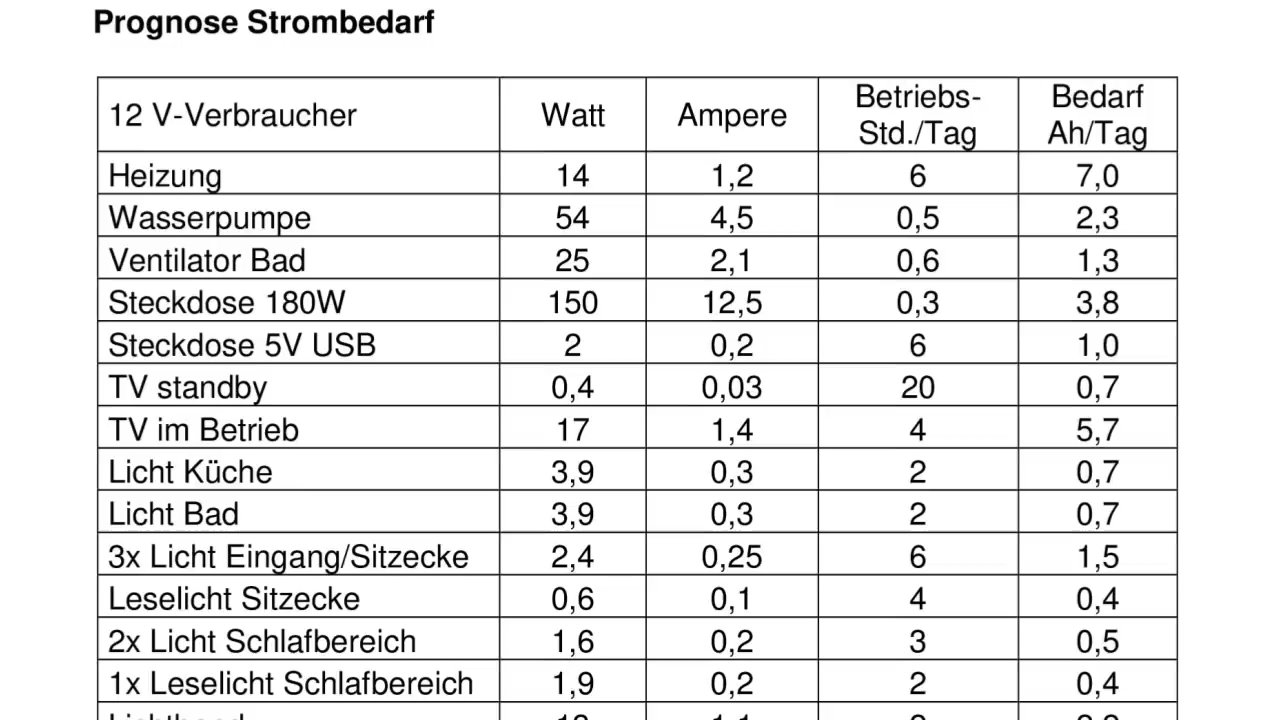 Prognose Strombedarf
12 V-Verbraucher Watt Ampere Betriebs-Std./Tag Bedarf Ah/Tag
Heizung 14 1,2 6 7,0
Wasserpumpe 54 4,5 0,5 2,3
Ventilator Bad 25 2,1 0,6 1,3
Steckdose 180W 150 12,5 0,3 3,8
Steckdose 5V USB 2 0,2 6 1,0
TV standby 0,4 0,03 20 0,7
TV im Betrieb 17 1,4 4 5,7
Licht Küche 3,9 0,3 2 0,7
Licht Bad 3,9 0,3 2 0,7
3x Licht Eingang/Sitzecke 2,4 0,25 6 1,5
Leselicht Sitzecke 0,6 0,1 4 0,4
2x Licht Schlafbereich 1,6 0,2 3 0,5
1x Leselicht Schlafbereich 1,9 0,2 2 0,4